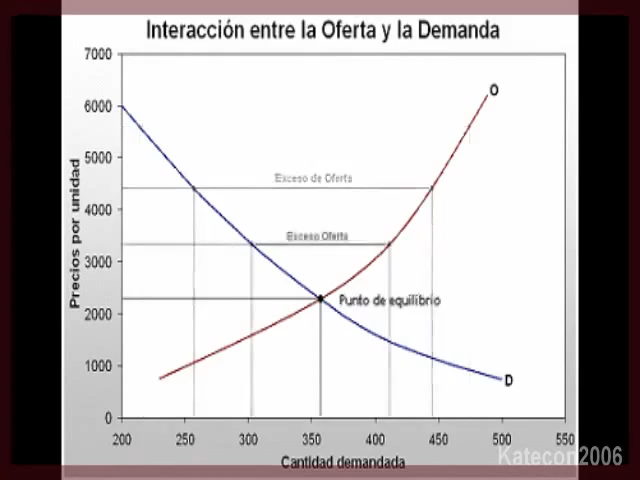 Interacción entre la Oferta y la Demanda
7000
6000
5000
4000
3000
2000
1000
0
Precios por unidad
O
Exceso de Oferta
Exceso Oferta
Punto de equilibrio
D
200 250 300 350 400 450 500 550
Cantidad demandada
Katecon2006